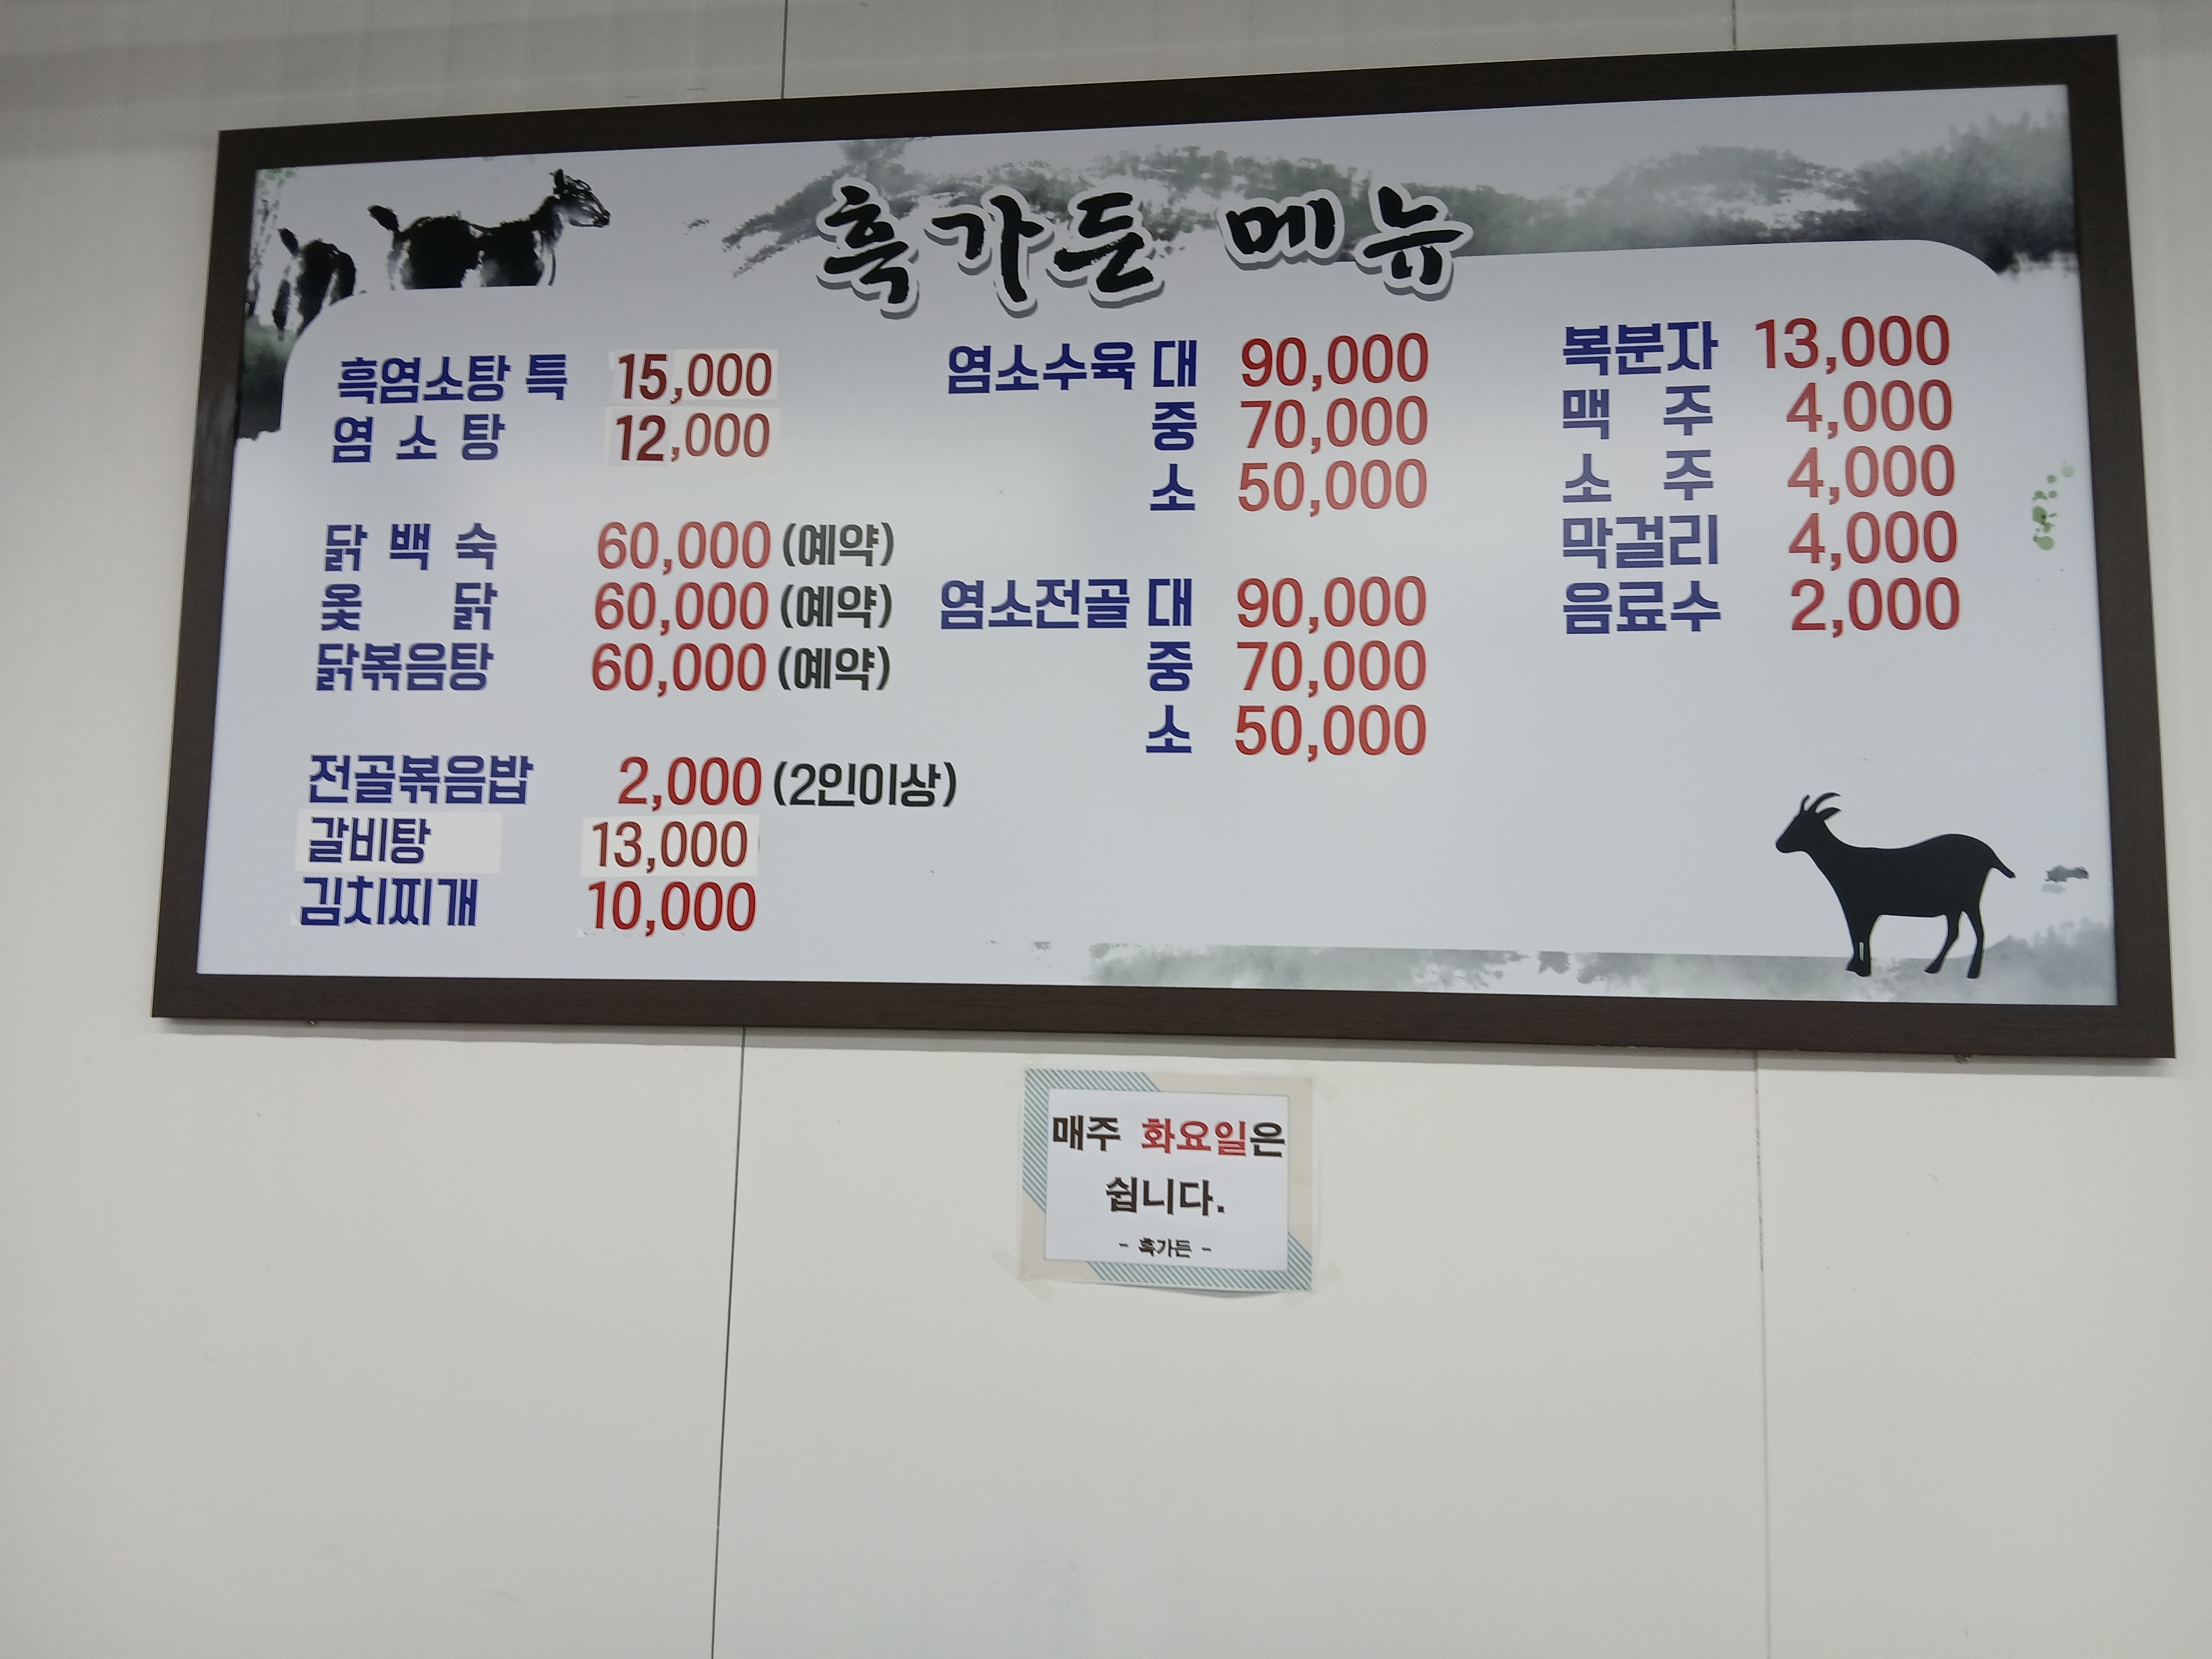 흑가든 메뉴
흑염소탕 특 15,000
염 소 탕 12,000
닭 백 숙 60,000 (예약)
옻 닭 60,000 (예약)
닭볶음탕 60,000 (예약)
전골볶음밥 2,000 (2인이상)
갈비탕 13,000
김치찌개 10,000
염소수육 대 90,000
중 70,000
소 50,000
염소전골 대 90,000
중 70,000
소 50,000
복분자 13,000
맥 주 4,000
소 주 4,000
막걸리 4,000
음료수 2,000
매주 화요일은
쉽니다.
- 흑가든 -